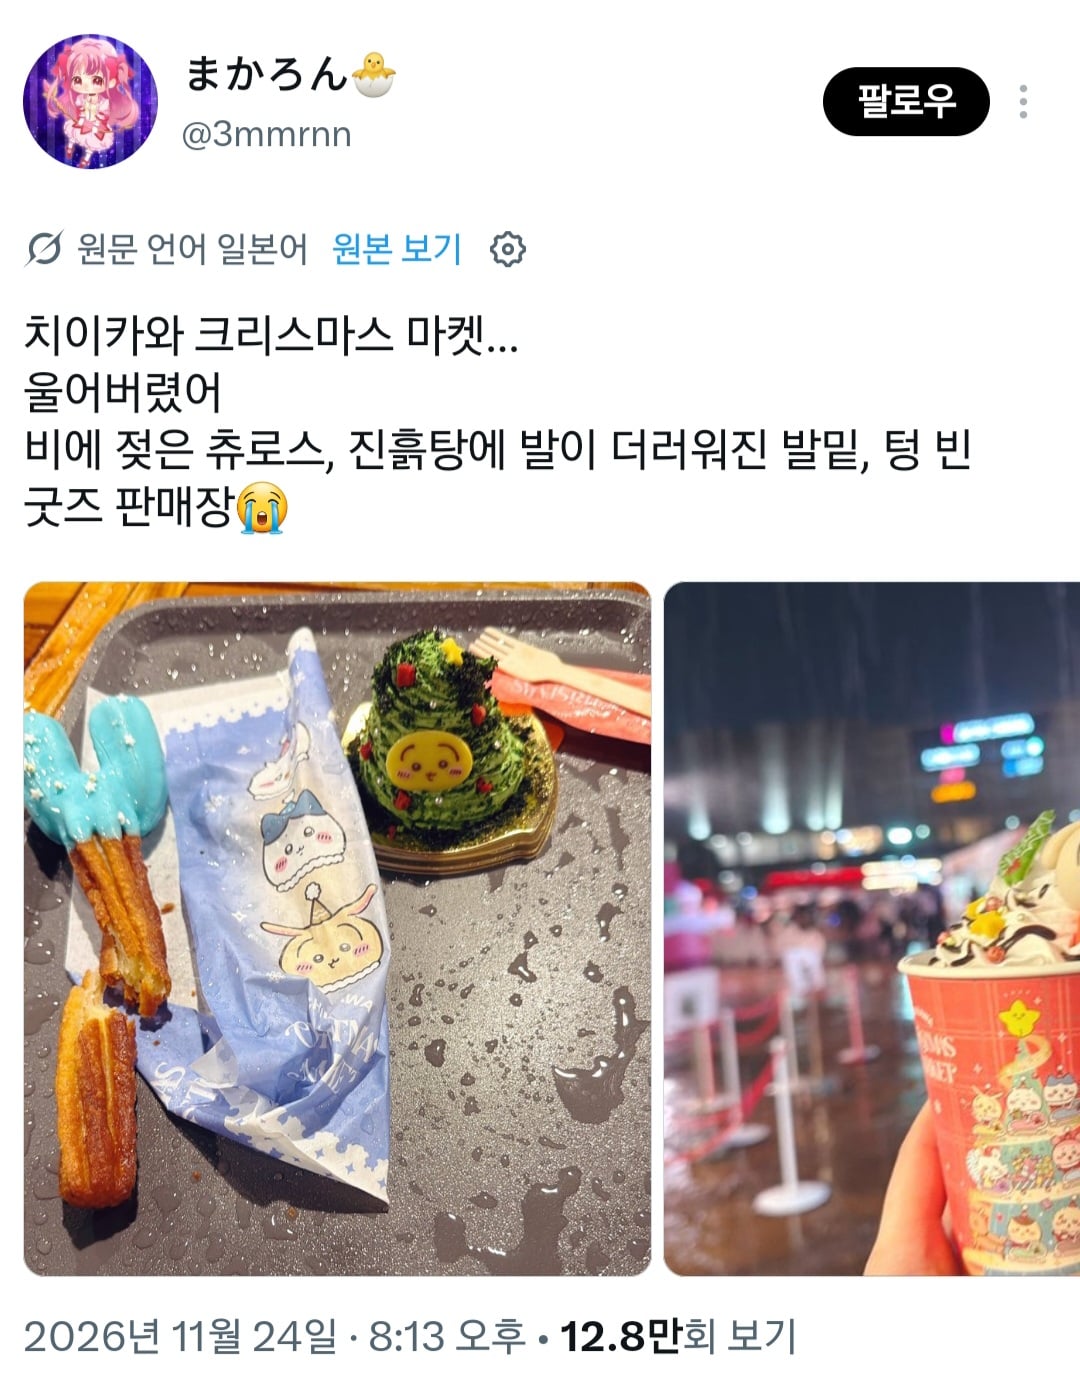 まかろん🐣
@3mmrnn
팔로우
원문 언어 일본어 원본 보기
치이카와 크리스마스 마켓...
울어버렸어
비에 젖은 츄로스, 진흙탕에 발이 더러워진 발밑, 텅 빈
굿즈 판매장😭
2026년 11월 24일 · 8:13 오후 • 12.8만회 보기